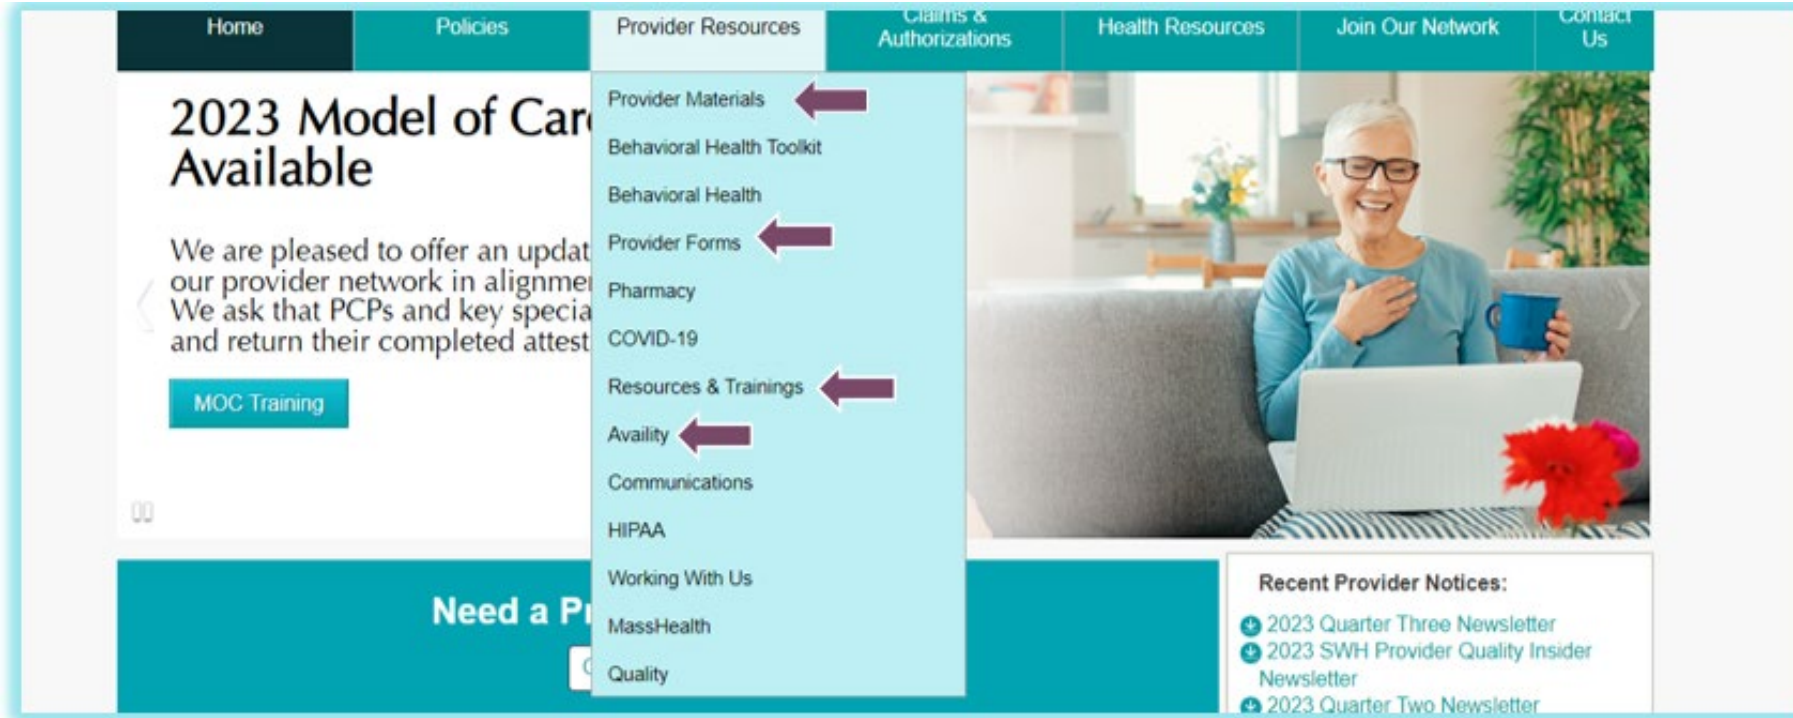 Home
Policies
Provider Resources
Claims &
Authorizations
Health Resources
Join Our Network
Contact
Us
2023 Model of Car
Available
We are pleased to offer an updat
our provider network in alignme
We ask that PCPs and key specia
and return their completed attest
MOC Training
Provider Materials
Behavioral Health Toolkit
Behavioral Health
Provider Forms
Pharmacy
COVID-19
Resources & Trainings
Availity
Communications
HIPAA
Working With Us
MassHealth
Quality
Need a P
Recent Provider Notices:
2023 Quarter Three Newsletter
2023 SWH Provider Quality Insider
Newsletter
2023 Quarter Two Newsletter